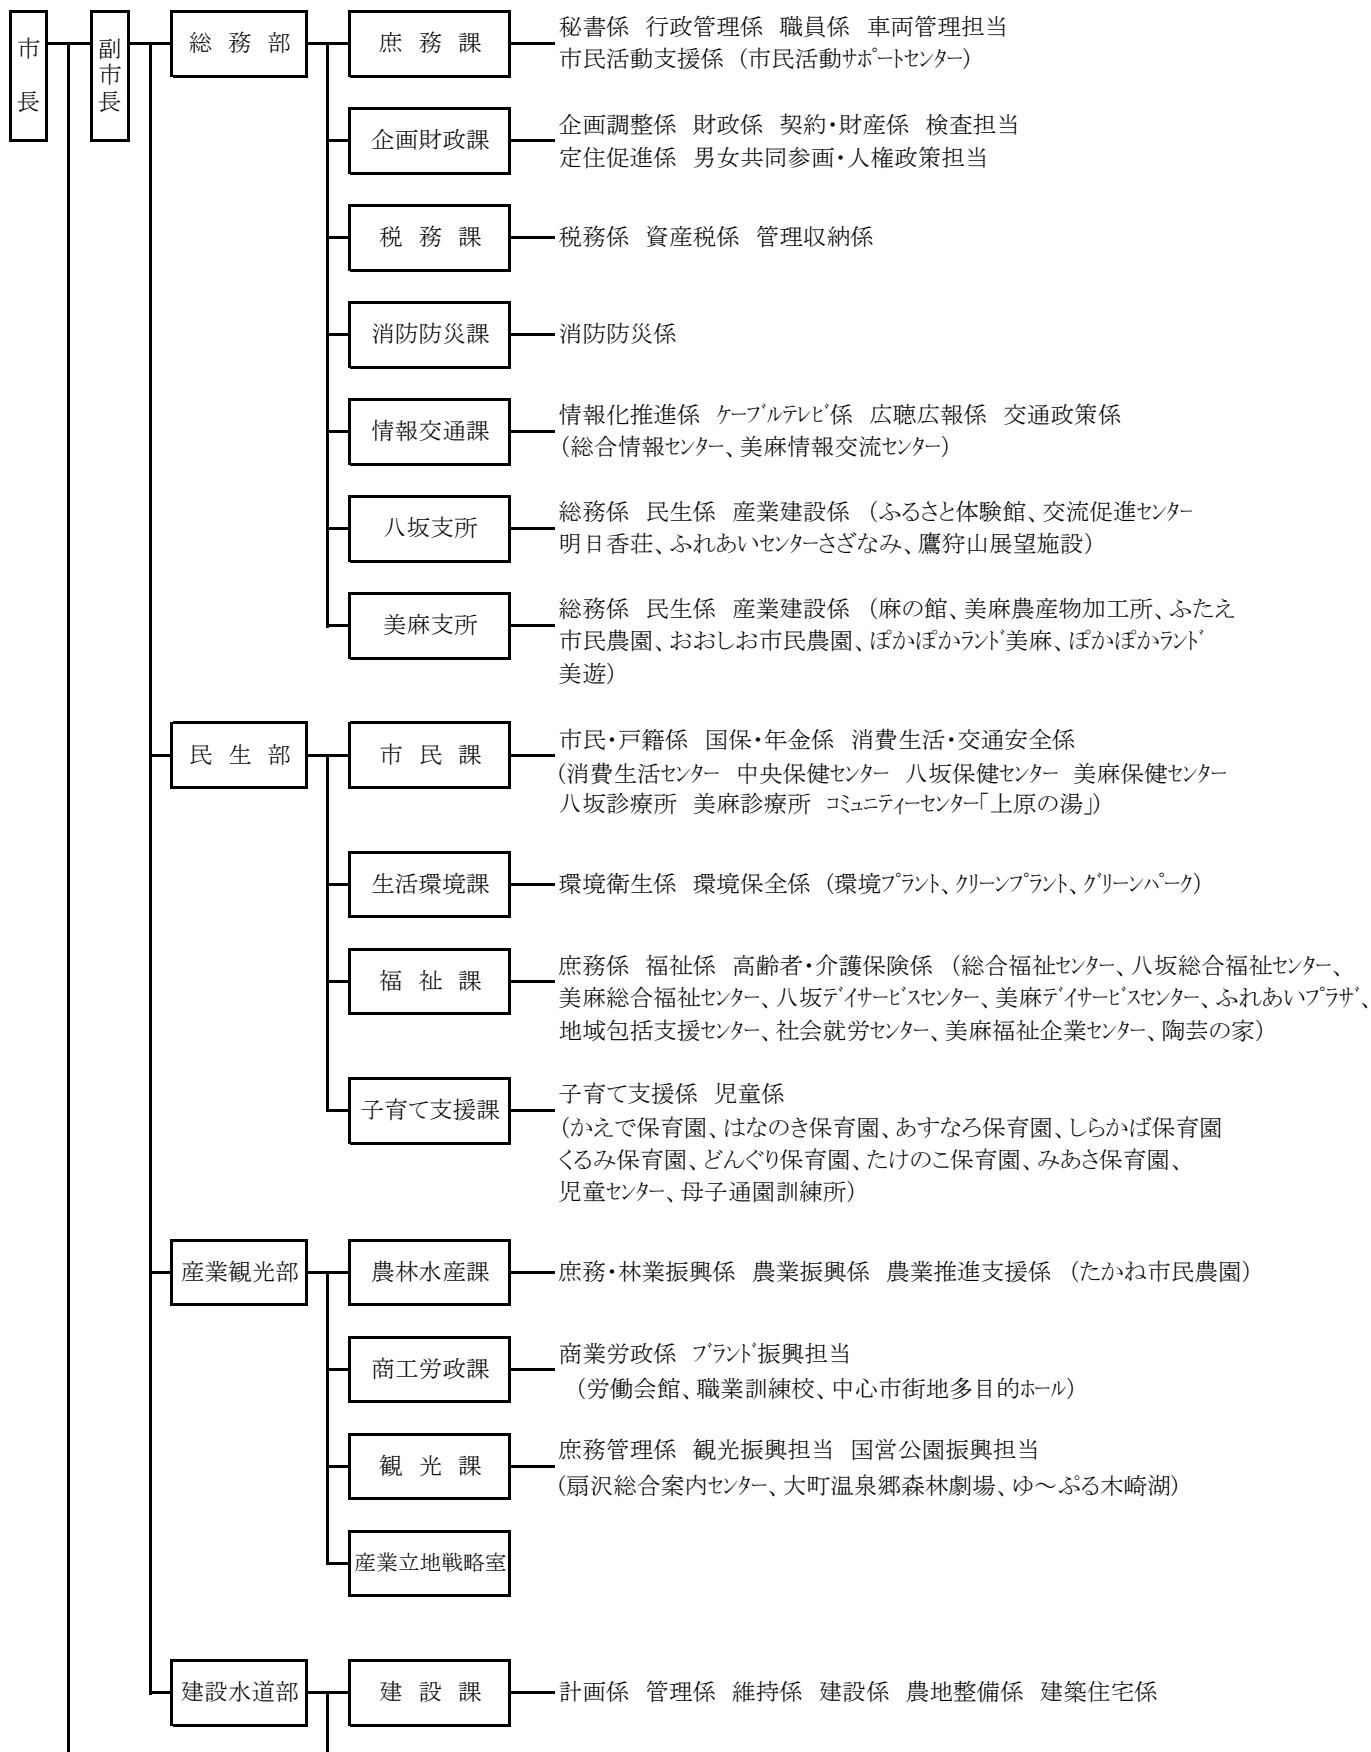 市長
副市長
総務部
庶務課
秘書係 行政管理係 職員係 車両管理担当
市民活動支援係 (市民活動ｻﾎﾟｰﾄセンター)
企画財政課
企画調整係 財政係 契約・財産係 検査担当
定住促進係 男女共同参画・人権政策担当
税務課
税務係 資産税係 管理収納係
消防防災課
消防防災係
情報交通課
情報化推進係 ｹｰﾌﾞﾙﾃﾚﾋﾞ係 広聴広報係 交通政策係
(総合情報ｾﾝﾀｰ、美麻情報交流ｾﾝﾀｰ)
八坂支所
総務係 民生係 産業建設係 (ふるさと体験館、交流促進ｾﾝﾀｰ
明日香荘、ふれあいｾﾝﾀｰさざなみ、鷹狩山展望施設)
美麻支所
総務係 民生係 産業建設係 (麻の館、美麻農産物加工所、ふたえ
市民農園、おおしお市民農園、ぽかぽかﾗﾝﾄﾞ美麻、ぽかぽかﾗﾝﾄﾞ
美遊)
民生部
市民課
市民・戸籍係 国保・年金係 消費生活・交通安全係
(消費生活ｾﾝﾀｰ 中央保健ｾﾝﾀｰ 八坂保健ｾﾝﾀｰ 美麻保健ｾﾝﾀｰ
八坂診療所 美麻診療所 ｺﾐｭﾆﾃｨｰｾﾝﾀｰ「上原の湯」)
生活環境課
環境衛生係 環境保全係 (環境ﾌﾟﾗﾝﾄ、ｸﾘｰﾝﾌﾟﾗﾝﾄ、ｸﾞﾘｰﾝﾊﾟｰｸ)
福祉課
庶務係 福祉係 高齢者・介護保険係 (総合福祉ｾﾝﾀｰ、八坂総合福祉ｾﾝﾀｰ、
美麻総合福祉ｾﾝﾀｰ、八坂ﾃﾞｲｻｰﾋﾞｽｾﾝﾀｰ、美麻ﾃﾞｲｻｰﾋﾞｽｾﾝﾀｰ、ふれあいﾌﾟﾗｻﾞ、
地域包括支援ｾﾝﾀｰ、社会就労ｾﾝﾀｰ、美麻福祉企業ｾﾝﾀｰ、陶芸の家)
子育て支援課
子育て支援係 児童係
(かえで保育園、はなのき保育園、あすなろ保育園、しらかば保育園
くるみ保育園、どんぐり保育園、たけのこ保育園、みあさ保育園、
児童ｾﾝﾀｰ、母子通園訓練所)
産業観光部
農林水産課
庶務・林業振興係 農業振興係 農業推進支援係 (たかね市民農園)
商工労政課
商業労政係 ﾌﾞﾗﾝﾄﾞ振興担当
(労働会館、職業訓練校、中心市街地多目的ﾎｰﾙ)
観光課
庶務管理係 観光振興担当 国営公園振興担当
(扇沢総合案内ｾﾝﾀｰ、大町温泉郷森林劇場、ゆ～ぷる木崎湖)
産業立地戦略室
建設水道部
建設課
計画係 管理係 維持係 建設係 農地整備係 建築住宅係